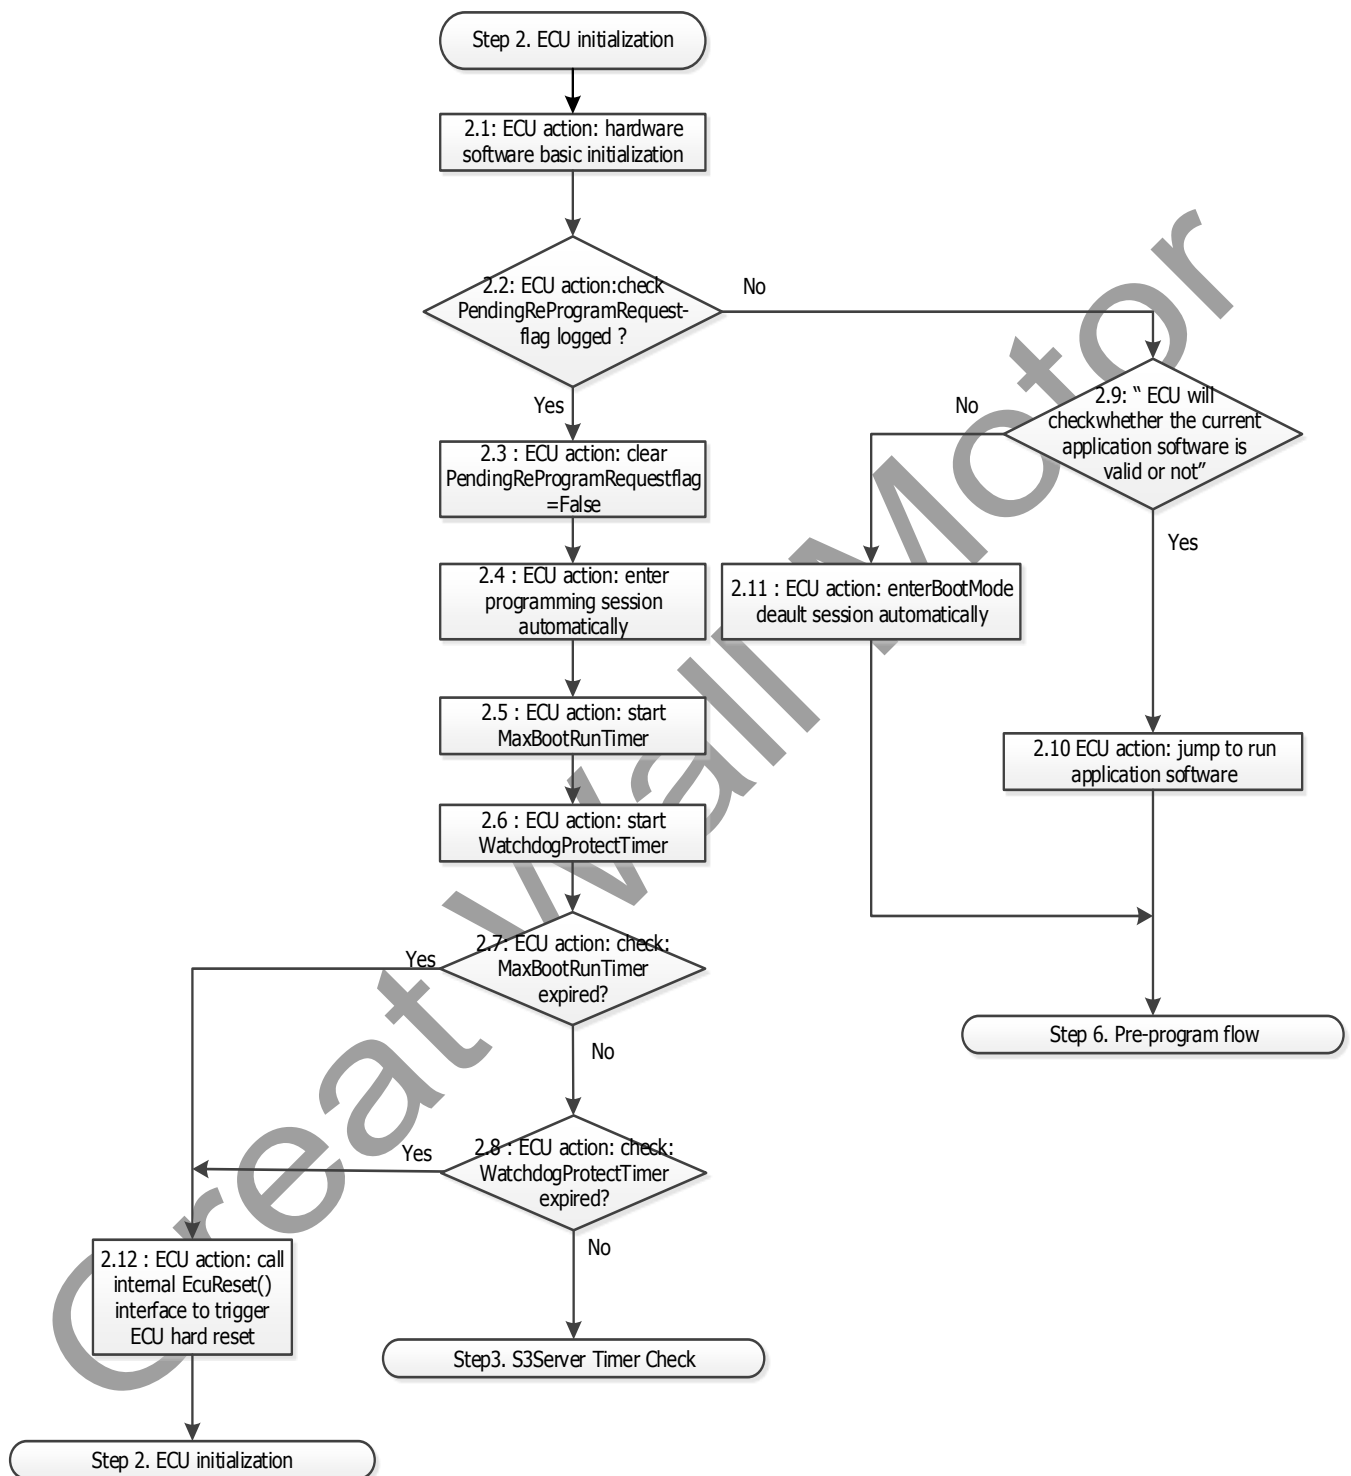 Step 2. ECU initialization
2.1: ECU action: hardware
software basic initialization
2.2: ECU action:check
PendingReProgramRequest-
flag logged ?
No
Yes
2.9: “ ECU will
checkwhether the current
application software is
valid or not”
No
Yes
2.3 : ECU action: clear
PendingReProgramRequestflag
=False
2.4 : ECU action: enter
programming session
automatically
2.11 : ECU action: enterBootMode
deault session automatically
2.5 : ECU action: start
MaxBootRunTimer
2.10 ECU action: jump to run
application software
2.6 : ECU action: start
WatchdogProtectTimer
2.7: ECU action: check:
MaxBootRunTimer
expired?
Yes
No
Step 6. Pre-program flow
2.8 : ECU action: check:
WatchdogProtectTimer
expired?
Yes
No
2.12 : ECU action: call
internal EcuReset()
interface to trigger
ECU hard reset
Step3. S3Server Timer Check
Step 2. ECU initialization
Creat Wall Motor